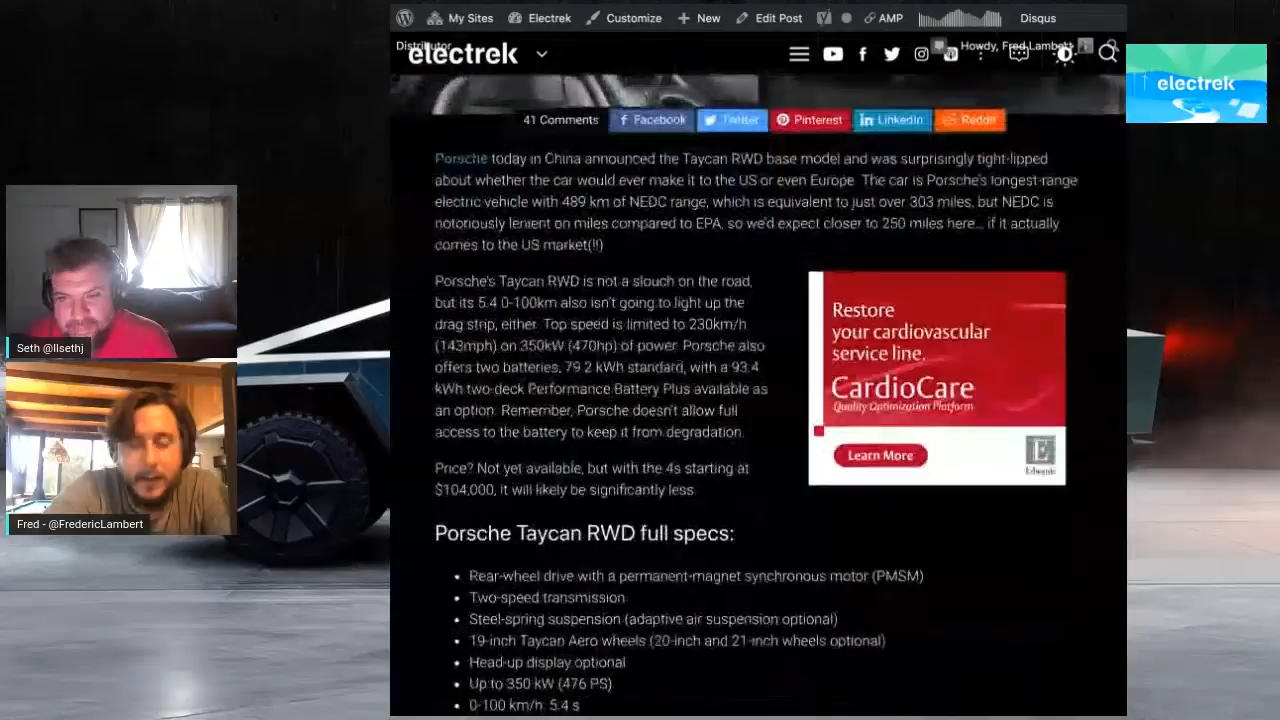 My Sites
Electrek
Customize
New
Edit Post
AMP
Disqus
Distributor
Howdy, Fred Lambert
electrek
electrek
41 Comments
Facebook
Twitter
Pinterest
LinkedIn
Reddit
Porsche today in China announced the Taycan RWD base model and was surprisingly tight-lipped
about whether the car would ever make it to the US or even Europe. The car is Porsche's longest-range
electric vehicle with 489 km of NEDC range, which is equivalent to just over 303 miles, but NEDC is
notoriously lenient on miles compared to EPA, so we'd expect closer to 250 miles here... if it actually
comes to the US market(!!)
Porsche's Taycan RWD is not a slouch on the road,
but its 5.4 0-100km also isn't going to light up the
drag strip, either. Top speed is limited to 230km/h
(143mph) on 350kW (470hp) of power. Porsche also
offers two batteries, 79.2 kWh standard, with a 93.4
kWh two-deck Performance Battery Plus available as
an option. Remember, Porsche doesn't allow full
access to the battery to keep it from degradation.
Price? Not yet available, but with the 4s starting at
$104,000, it will likely be significantly less.
Restore
your cardiovascular
service line.
CardioCare
Quality Optimization Platform
Learn More
E
Edwards
Porsche Taycan RWD full specs:
• Rear-wheel drive with a permanent-magnet synchronous motor (PMSM)
• Two-speed transmission
• Steel-spring suspension (adaptive air suspension optional)
• 19-inch Taycan Aero wheels (20-inch and 21-inch wheels optional)
• Head-up display optional
• Up to 350 kW (476 PS)
• 0-100 km/h: 5.4 s
Seth @llsethj
Fred - @FredericLambert